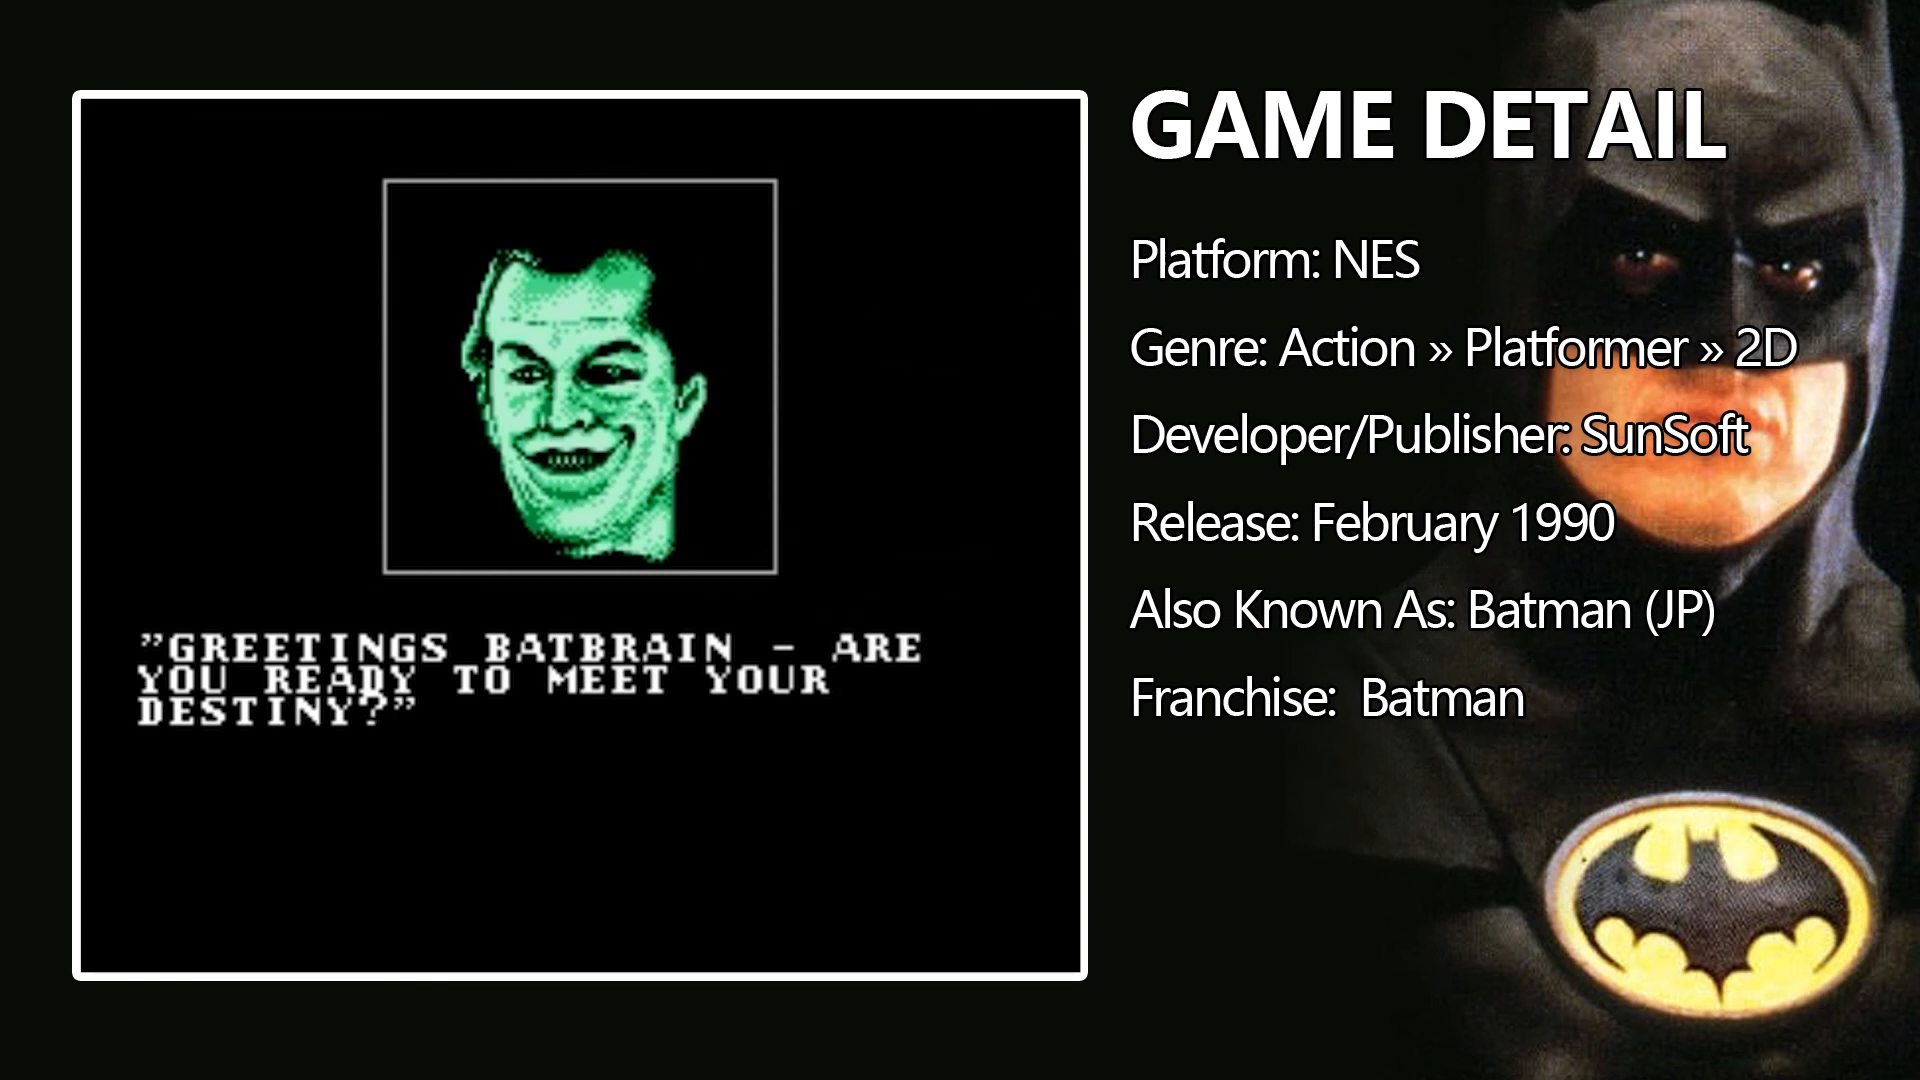 ”GREETINGS BATBRAIN - ARE
YOU READY TO MEET YOUR
DESTINY?”
GAME DETAIL
Platform: NES
Genre: Action » Platformer » 2D
Developer/Publisher: SunSoft
Release: February 1990
Also Known As: Batman (JP)
Franchise: Batman